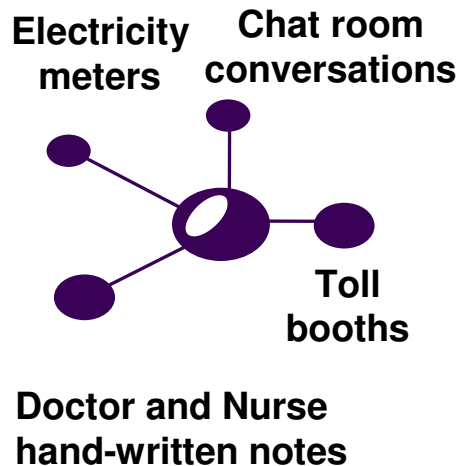 Electricity
meters
Chat room
conversations
Toll
booths
Doctor and Nurse
hand-written notes